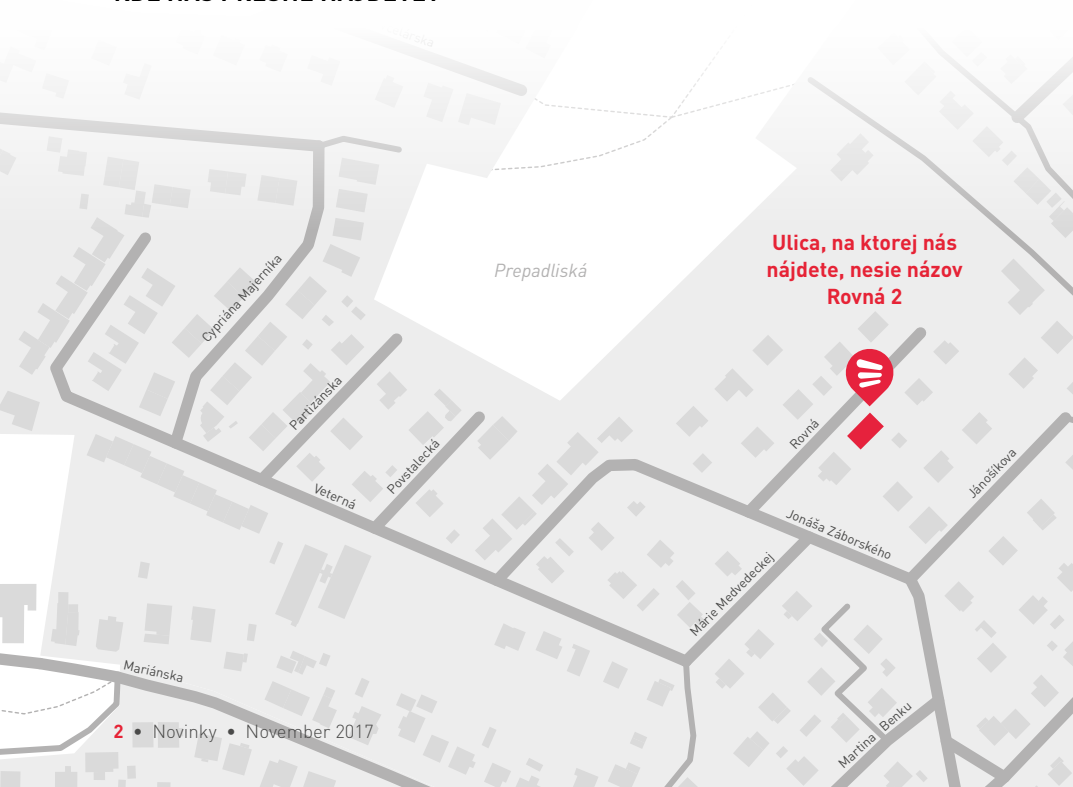 Prepadliská
Ulica, na ktorej nás
nájdete, nesie názov
Rovná 2
Cypriána Majerníka
Partizánska
Povstalecká
Veterná
Rovná
Jánošíkova
Jonáša Záborského
Márie Medvedeckej
Mariánska
Martina Benku
2 • Novinky • November 2017